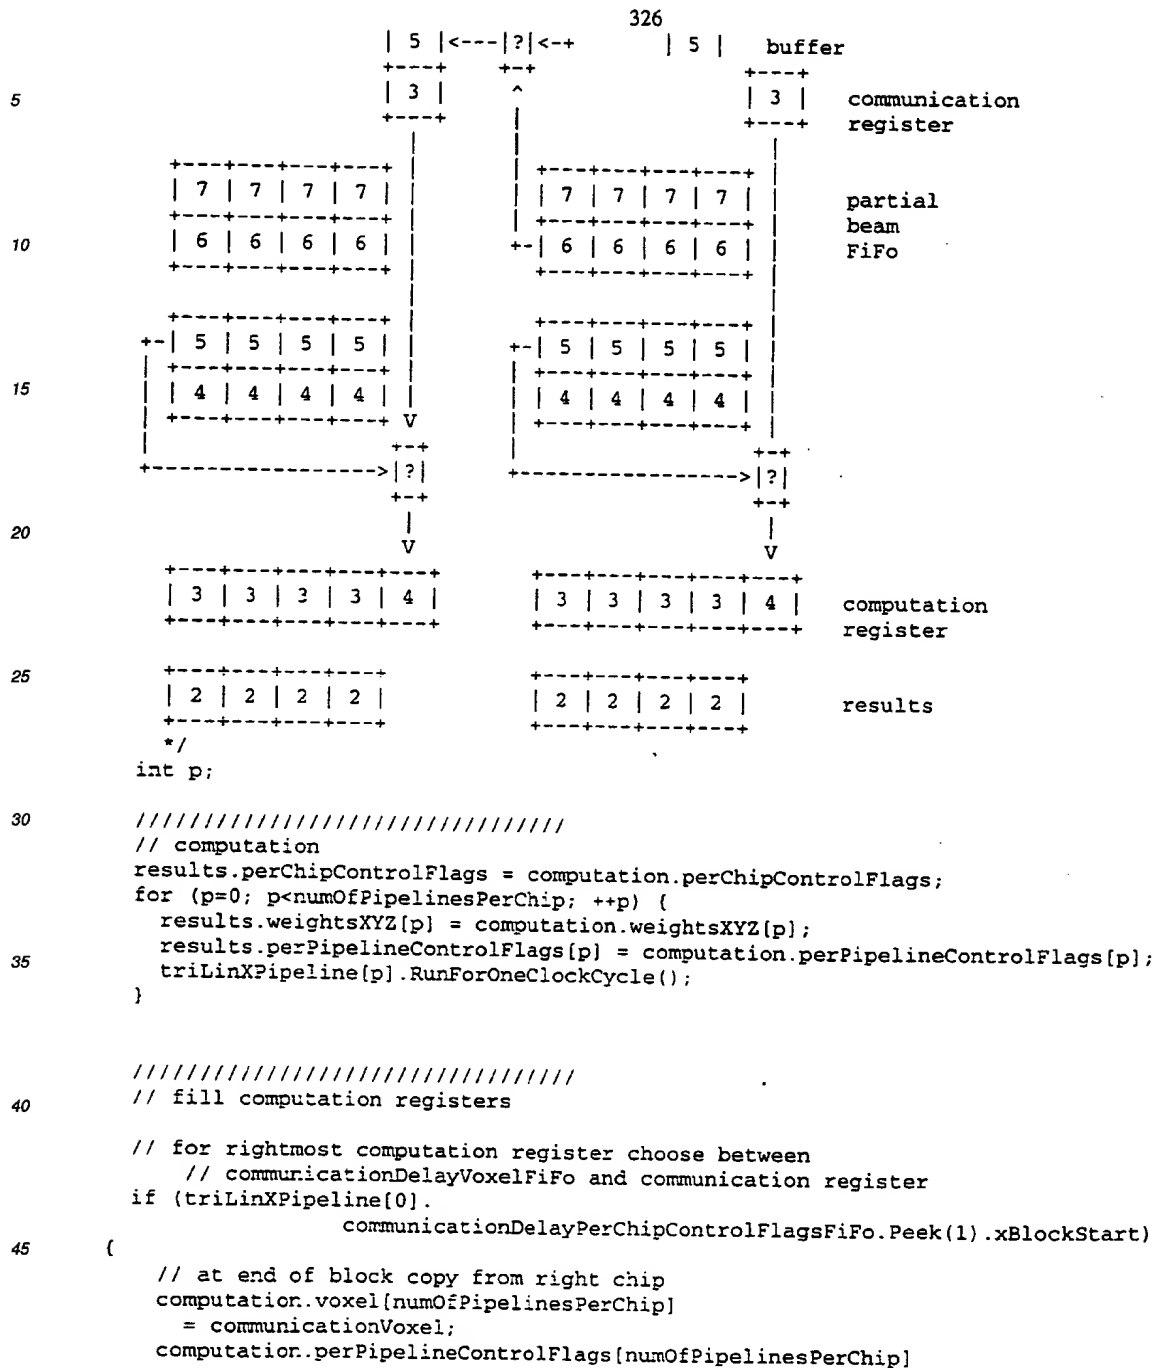 326
| 5 |<---|?|<-+ | 5 | buffer
+----+ +-+ +----+
5 | 3 | ^ | 3 | communication
+----+ | +----+ register
| | |
+----+----+----+----+ | | +----+----+----+----+ |
| 7 | 7 | 7 | 7 | | | | 7 | 7 | 7 | 7 | | partial
+----+----+----+----+ | | +----+----+----+----+ | beam
10 | 6 | 6 | 6 | 6 | | +-| 6 | 6 | 6 | 6 | | FiFo
+----+----+----+----+ | +----+----+----+----+ |
| |
+----+----+----+----+ | +----+----+----+----+ |
+-| 5 | 5 | 5 | 5 | | +-| 5 | 5 | 5 | 5 | |
| +----+----+----+----+ | | +----+----+----+----+ |
15 | | 4 | 4 | 4 | 4 | | | | 4 | 4 | 4 | 4 | |
| +----+----+----+----+ V | +----+----+----+----+ |
| +-+ | +-+
+-------------------->|?| +-------------------->|?|
+-+ +-+
20 | |
V V
+----+----+----+----+----+ +----+----+----+----+----+
| 3 | 3 | 3 | 3 | 4 | | 3 | 3 | 3 | 3 | 4 | computation
+----+----+----+----+----+ +----+----+----+----+----+ register
25 +----+----+----+----+ +----+----+----+----+
| 2 | 2 | 2 | 2 | | 2 | 2 | 2 | 2 | results
+----+----+----+----+ +----+----+----+----+
*/
int p;
30 ////////////////////////////////
// computation
results.perChipControlFlags = computation.perChipControlFlags;
for (p=0; p<numOfPipelinesPerChip; ++p) {
results.weightsXYZ[p] = computation.weightsXYZ[p];
35 results.perPipelineControlFlags[p] = computation.perPipelineControlFlags[p];
triLinXPipeline[p].RunForOneClockCycle();
}
/////////////////////////////////
40 // fill computation registers
// for rightmost computation register choose between
// communicationDelayVoxelFiFo and communication register
if (triLinXPipeline[0].
communicationDelayPerChipControlFlagsFiFo.Peek(1).xBlockStart)
45 {
// at end of block copy from right chip
computation.voxel[numOfPipelinesPerChip]
= communicationVoxel;
computation.perPipelineControlFlags[numOfPipelinesPerChip]